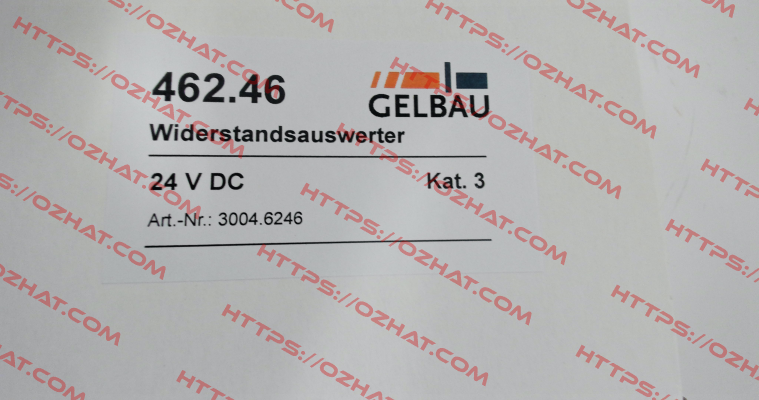 462.46
GELBAU
Widerstandsauswerter
24 V DC Kat. 3
Art.-Nr.: 3004.6246
HTTPS://OZHAT.COM